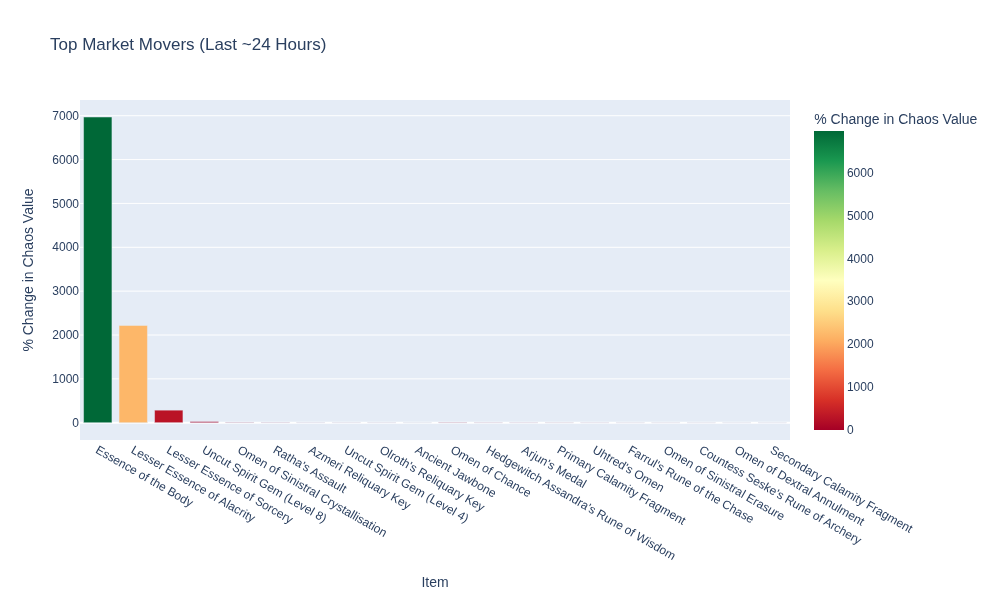 Top Market Movers (Last ~24 Hours)
% Change in Chaos Value
7000
6000
5000
4000
3000
2000
1000
0
Essence of the Body
Lesser Essence of Alacrity
Lesser Essence of Sorcery
Uncut Spirit Gem (Level 8)
Omen of Sinistral Crystallisation
Ratha's Assault
Azmeri Reliquary Key
Uncut Spirit Gem (Level 4)
Olroth's Reliquary Key
Ancient Jawbone
Omen of Chance
Hedgewitch Assandra's Rune of Wisdom
Arjun's Medal
Primary Calamity Fragment
Uhtred's Omen
Farrul's Rune of the Chase
Omen of Sinistral Erasure
Countess Seske's Rune of Archery
Omen of Dextral Annulment
Secondary Calamity Fragment
Item
% Change in Chaos Value
6000
5000
4000
3000
2000
1000
0